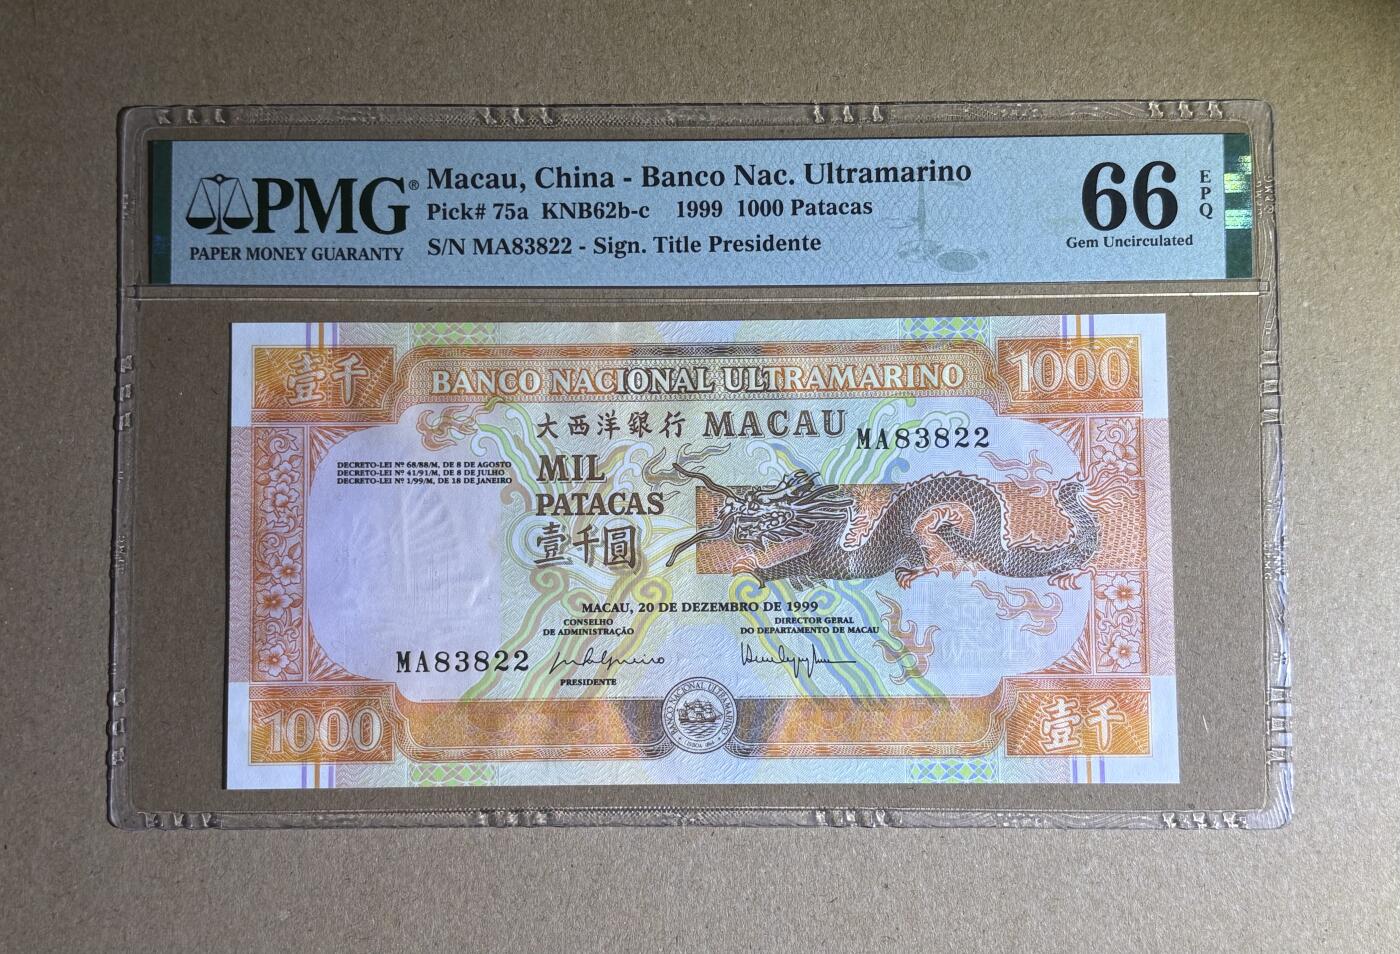 PMG®
PAPER MONEY GUARANTY
Macau, China - Banco Nac. Ultramarino
Pick# 75a KNB62b-c 1999 1000 Patacas
S/N MA83822 - Sign. Title Presidente
66
EPQ
Gem Uncirculated
壹千
1000
BANCO NACIONAL ULTRAMARINO
大西洋銀行 MACAU
MA83822
DECRETO-LEI Nº 68/88/M, DE 8 DE AGOSTO
DECRETO-LEI Nº 41/91/M, DE 8 DE JULHO
DECRETO-LEI Nº 1/99/M, DE 18 DE JANEIRO
MIL
PATACAS
壹千圓
MACAU, 20 DE DEZEMBRO DE 1999
CONSELHO
DE ADMINISTRAÇÃO
DIRECTOR GERAL
DO DEPARTAMENTO DE MACAU
MA83822
PRESIDENTE
BANCO NACIONAL ULTRAMARINO
1000
壹千